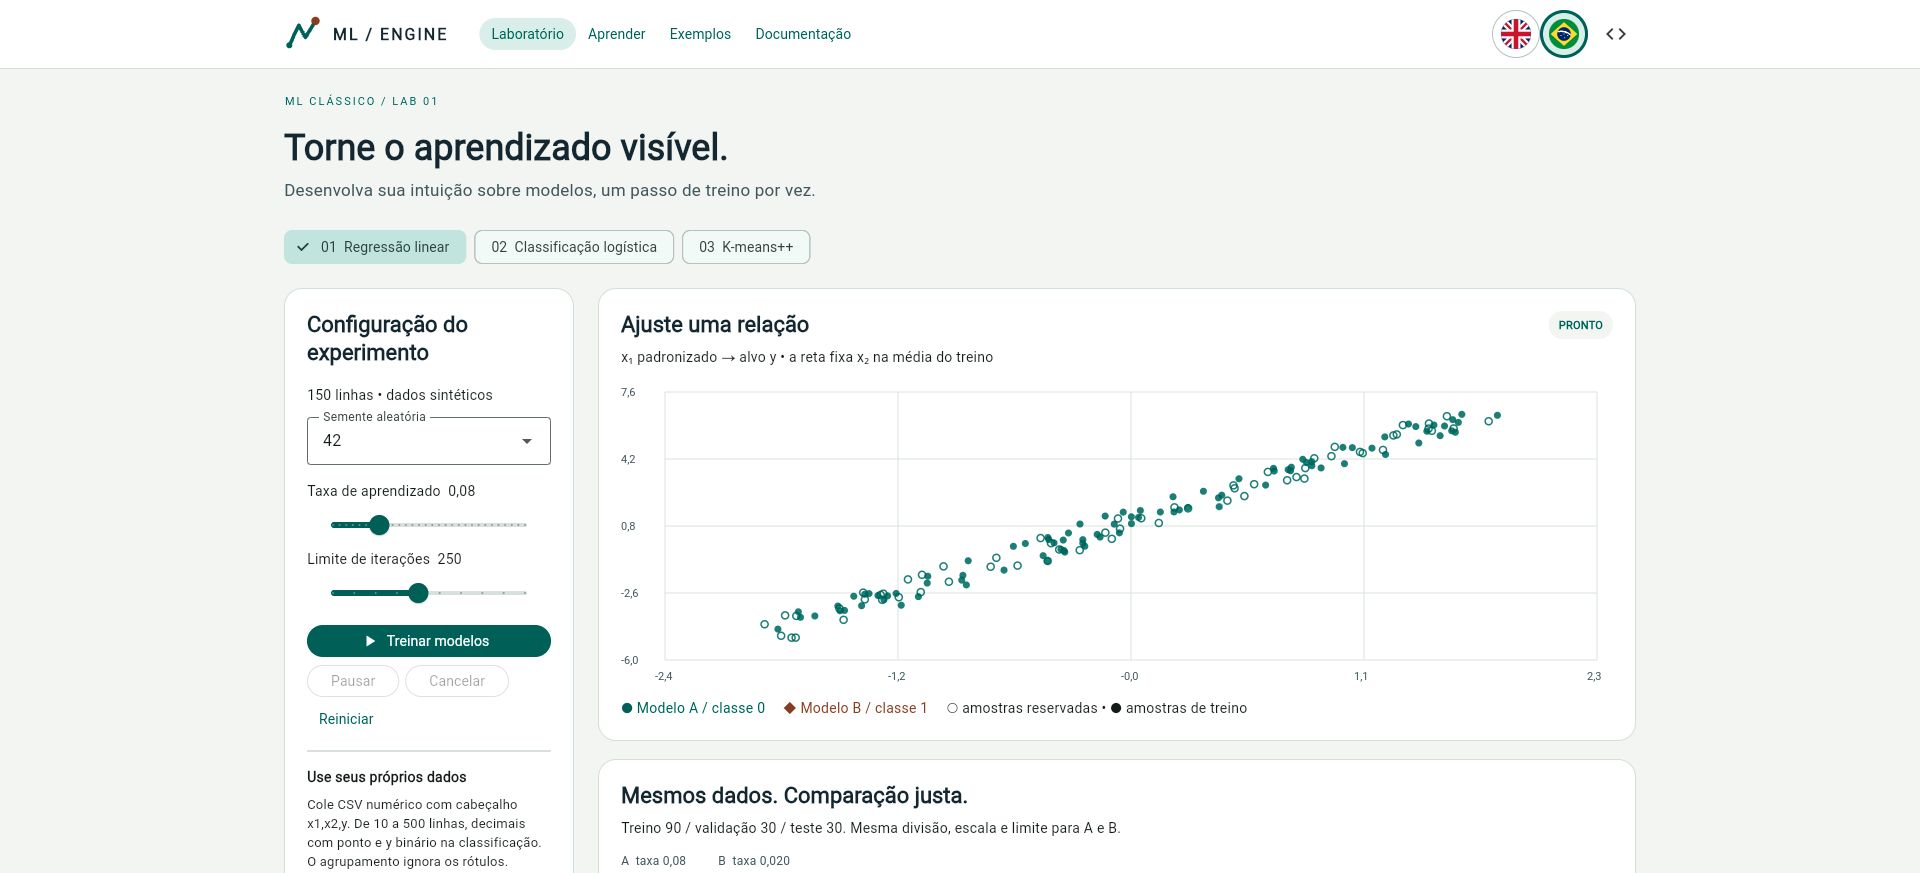 ML / ENGINE
Laboratório
Aprender
Exemplos
Documentação
ML CLÁSSICO / LAB 01
Torne o aprendizado visível.
Desenvolva sua intuição sobre modelos, um passo de treino por vez.
01 Regressão linear
02 Classificação logística
03 K-means++
Configuração do
experimento
150 linhas • dados sintéticos
Semente aleatória
42
Taxa de aprendizado 0,08
Limite de iterações 250
Treinar modelos
Pausar
Cancelar
Reiniciar
Use seus próprios dados
Cole CSV numérico com cabeçalho
x1,x2,y. De 10 a 500 linhas, decimais
com ponto e y binário na classificação.
O agrupamento ignora os rótulos.
Ajuste uma relação
PRONTO
x₁ padronizado → alvo y • a reta fixa x₂ na média do treino
7,6
4,2
0,8
-2,6
-6,0
-2,4
-1,2
-0,0
1,1
2,3
Modelo A / classe 0
Modelo B / classe 1
amostras reservadas • amostras de treino
Mesmos dados. Comparação justa.
Treino 90 / validação 30 / teste 30. Mesma divisão, escala e limite para A e B.
A taxa 0,08
B taxa 0,020